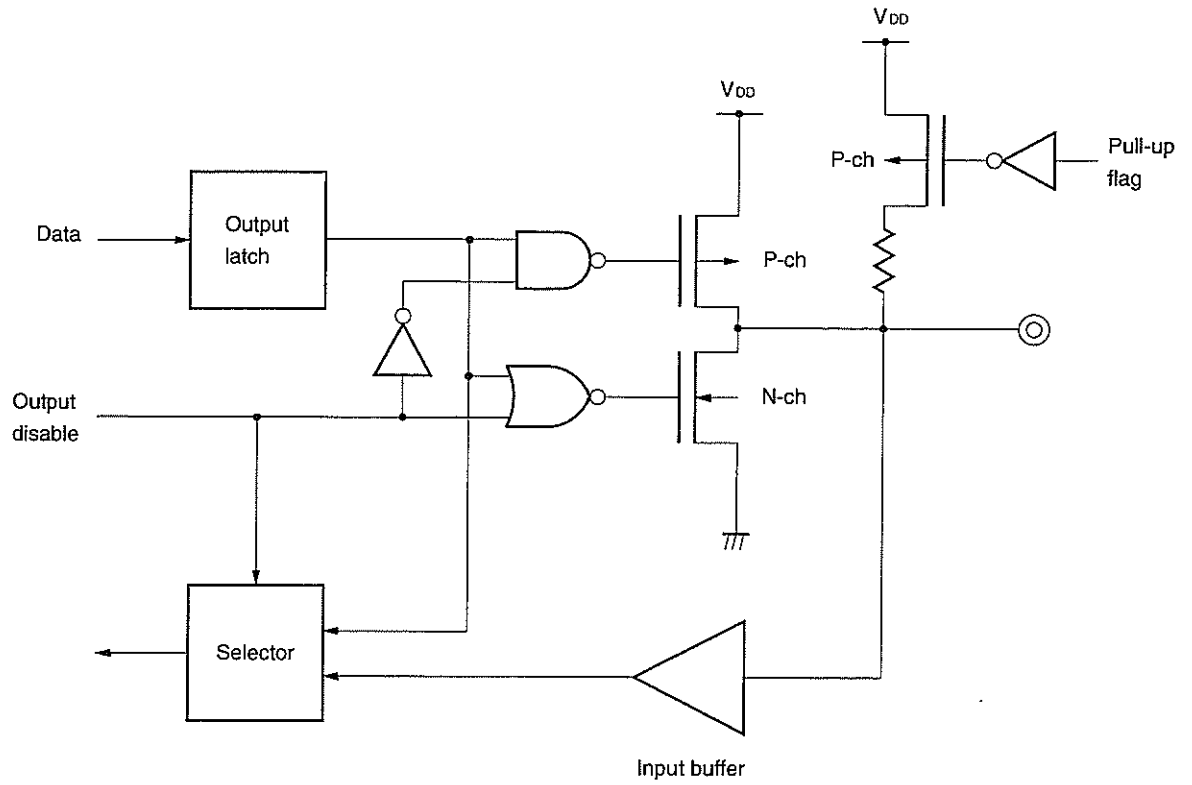 VDD
VDD
P-ch
Pull-up
flag
Data
Output
latch
P-ch
Output
disable
N-ch
Selector
Input buffer